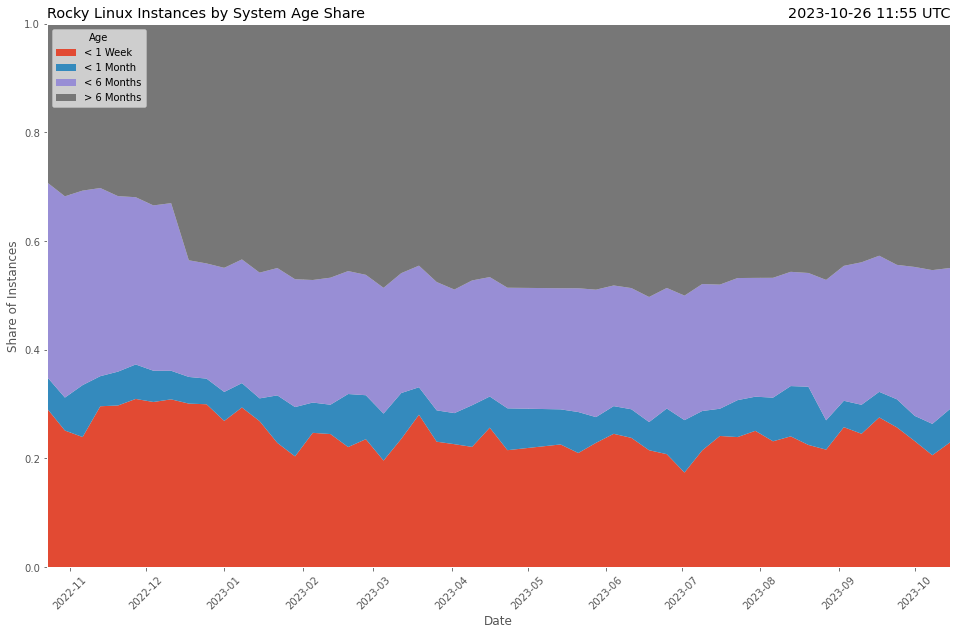 Rocky Linux Instances by System Age Share
2023-10-26 11:55 UTC
Age
< 1 Week
< 1 Month
< 6 Months
> 6 Months
Share of Instances
1.0
0.8
0.6
0.4
0.2
0.0
2022-11
2022-12
2023-01
2023-02
2023-03
2023-04
2023-05
2023-06
2023-07
2023-08
2023-09
2023-10
Date